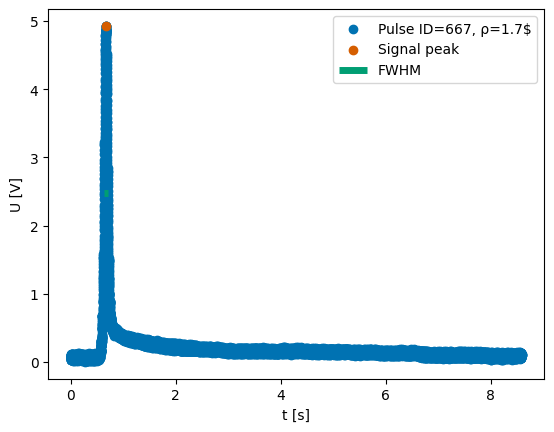 Pulse ID=667, ρ=1.7$
Signal peak
FWHM
U [V]
5
4
3
2
1
0
0 2 4 6 8
t [s]